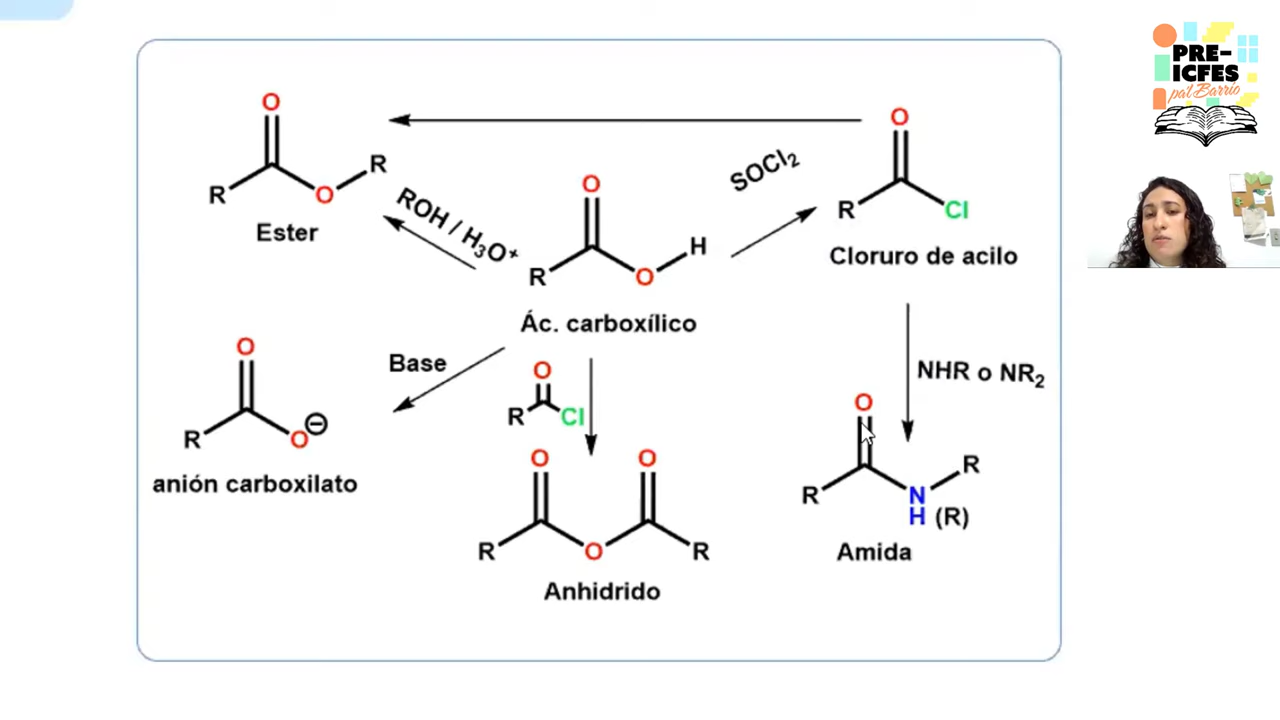 PRE-
ICFES
pa'l Barrio
O
R
O
R
Ester
ROH / H₃O⁺
O
R
O
H
Ác. carboxílico
SOCl₂
O
R
Cl
Cloruro de acilo
Base
O
R
O
⊖
anión carboxilato
O
R
Cl
O
O
R
O
R
Anhidrido
NHR o NR₂
O
R
N
R
H (R)
Amida